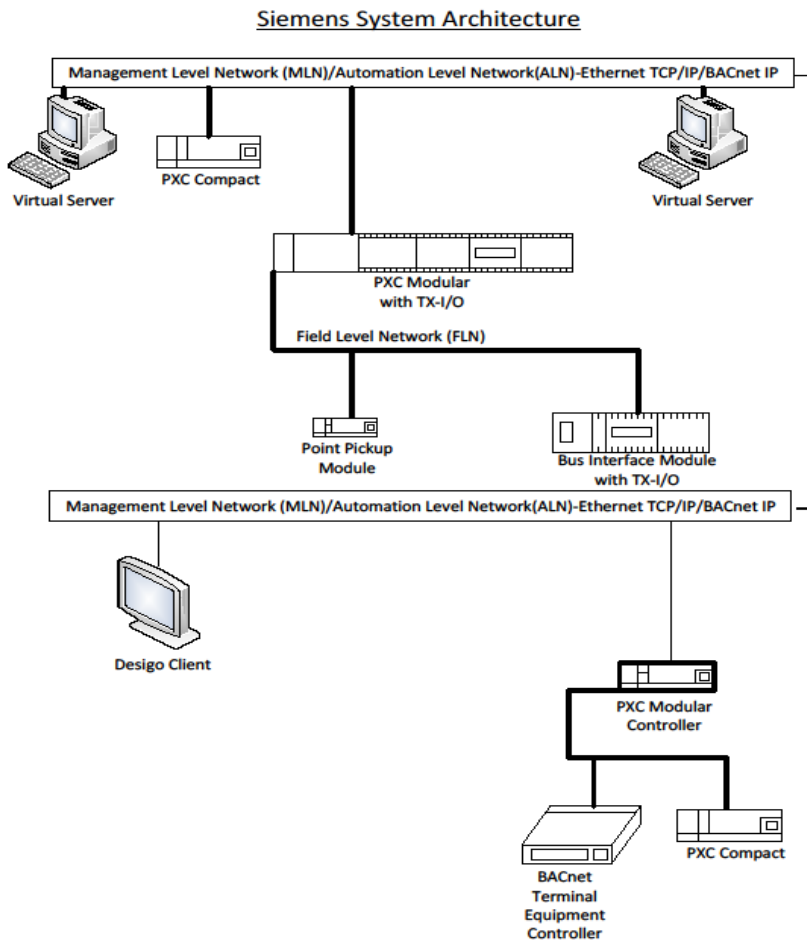 Siemens System Architecture
Management Level Network (MLN)/Automation Level Network(ALN)-Ethernet TCP/IP/BACnet IP
Virtual Server
PXC Compact
Virtual Server
PXC Modular
with TX-I/O
Field Level Network (FLN)
Point Pickup
Module
Bus Interface Module
with TX-I/O
Management Level Network (MLN)/Automation Level Network(ALN)-Ethernet TCP/IP/BACnet IP
Desigo Client
PXC Modular
Controller
BACnet
Terminal
Equipment
Controller
PXC Compact